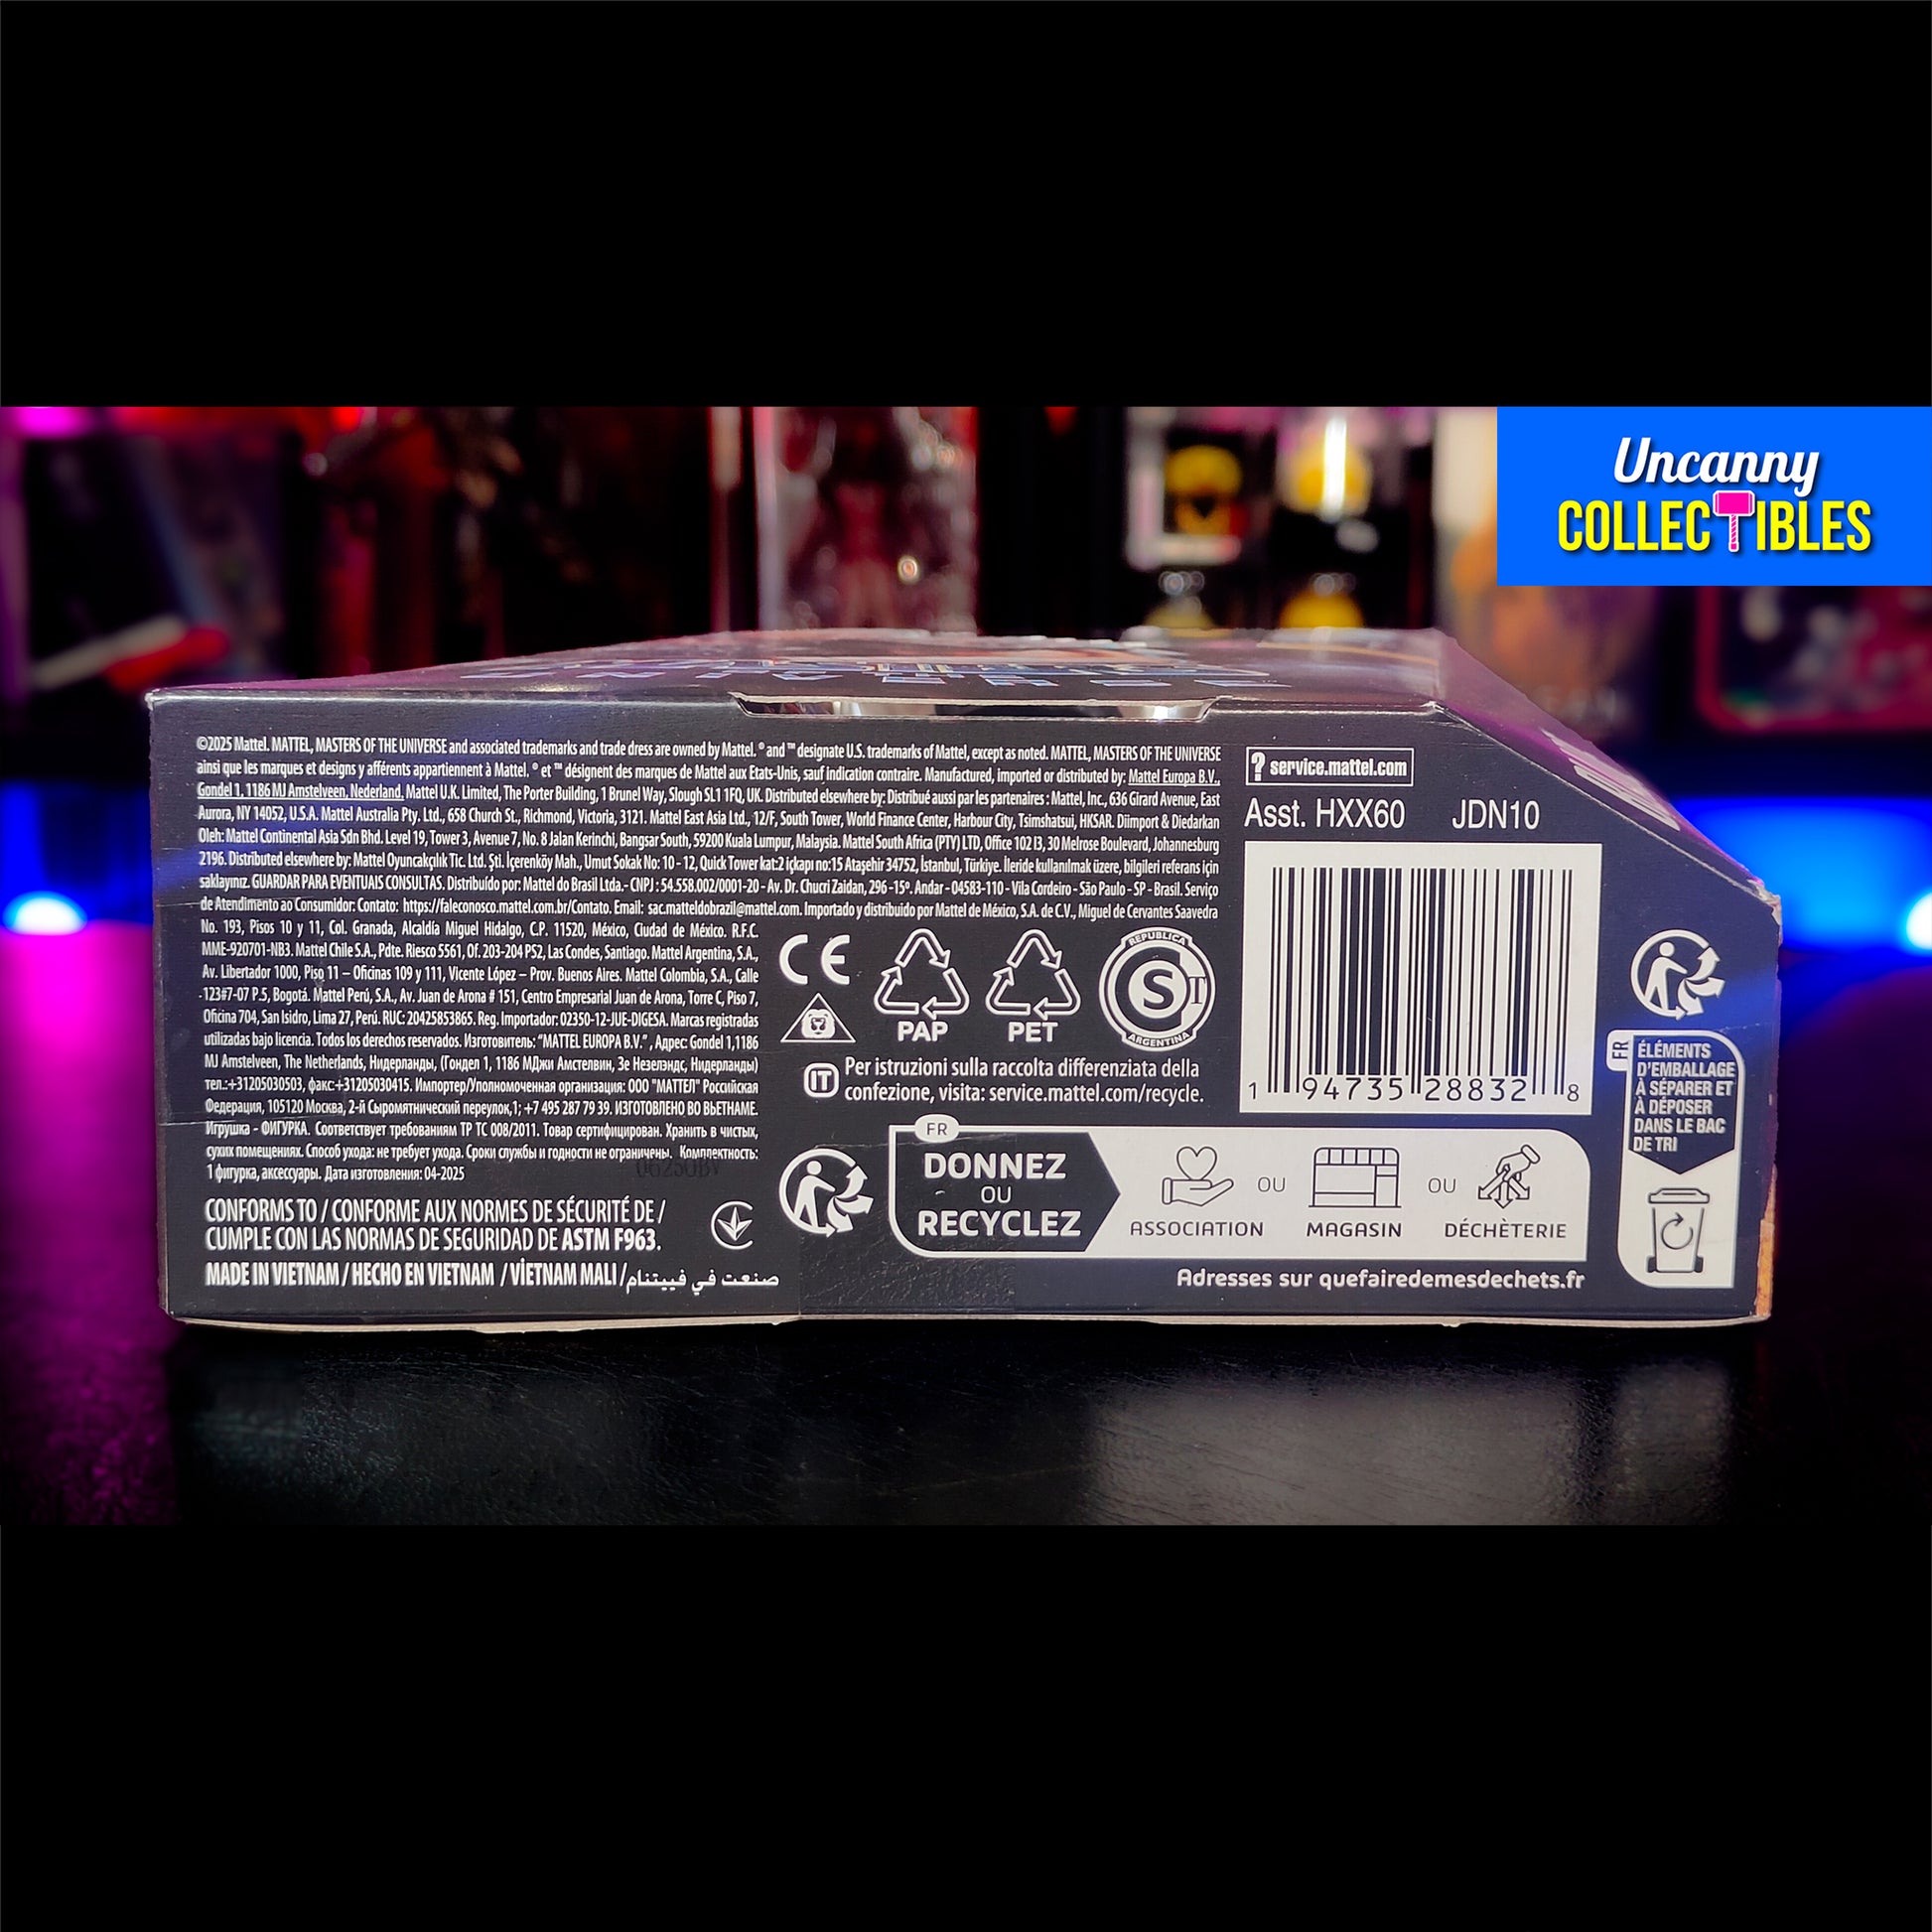 Uncanny
COLLECTIBLES
©2025 Mattel. MATTEL, MASTERS OF THE UNIVERSE and associated trademarks and trade dress are owned by Mattel. ® and ™ designate U.S. trademarks of Mattel, except as noted. MATTEL, MASTERS OF THE UNIVERSE
ainsi que les marques et designs y afférents appartiennent à Mattel. ® et ™ désignent des marques de Mattel aux Etats-Unis, sauf indication contraire. Manufactured, imported or distributed by: Mattel Europa B.V.,
Gondel 1, 1186 MJ Amstelveen. Nederland. Mattel U.K. Limited, The Porter Building, 1 Brunel Way, Slough SL1 1FQ, UK. Distributed elsewhere by: Distribué aussi par les partenaires : Mattel, Inc., 636 Girard Avenue, East
Aurora, NY 14052, U.S.A. Mattel Australia Pty. Ltd., 658 Church St., Richmond, Victoria, 3121. Mattel East Asia Ltd., 12/F, South Tower, World Finance Center, Harbour City, Tsimshatsui, HKSAR. Diimport & Diedarkan
Oleh: Mattel Continental Asia Sdn Bhd. Level 19, Tower 3, Avenue 7, No. 8 Jalan Kerinchi, Bangsar South, 59200 Kuala Lumpur, Malaysia. Mattel South Africa (PTY) LTD, Office 102 I3, 30 Melrose Boulevard, Johannesburg
2196. Distributed elsewhere by: Mattel Oyuncakçılık Tic. Ltd. Şti. İçerenköy Mah., Umut Sokak No: 10 - 12, Quick Tower kat:2 içkapı no:15 Ataşehir 34752, İstanbul, Türkiye. İleride kullanılmak üzere, bilgileri referans için
saklayınız. GUARDAR PARA EVENTUAIS CONSULTAS. Distribuído por: Mattel do Brasil Ltda.- CNPJ : 54.558.002/0001-20 - Av. Dr. Chucri Zaidan, 296 -15º. Andar - 04583-110 - Vila Cordeiro - São Paulo - SP - Brasil. Serviço
de Atendimento ao Consumidor: Contato: https://faleconosco.mattel.com.br/Contato. Email: sac.matteldobrazil@mattel.com. Importado y distribuido por Mattel de México, S.A. de C.V., Miguel de Cervantes Saavedra
No. 193, Pisos 10 y 11, Col. Granada, Alcaldía Miguel Hidalgo, C.P. 11520, México, Ciudad de México. R.F.C.
MME-920701-NB3. Mattel Chile S.A., Pdte. Riesco 5561, Of. 203-204 PS2, Las Condes, Santiago. Mattel Argentina, S.A.,
Av. Libertador 1000, Piso 11 – Oficinas 109 y 111, Vicente López – Prov. Buenos Aires. Mattel Colombia, S.A., Calle
123#7-07 P.5, Bogotá. Mattel Perú, S.A., Av. Juan de Arona # 151, Centro Empresarial Juan de Arona, Torre C, Piso 7,
Oficina 704, San Isidro, Lima 27, Perú. RUC: 20425853865. Reg. Importador: 02350-12-JUE-DIGESA. Marcas registradas
utilizadas bajo licencia. Todos los derechos reservados. Изготовитель: "MATTEL EUROPA B.V." , Адрес: Gondel 1,1186
MJ Amstelveen, The Netherlands, Нидерланды, (Гондел 1, 1186 МДжи Амстелвин, Зе Незелэндс, Нидерланды)
тел.:+31205030503, факс:+31205030415. Импортер/Уполномоченная организация: ООО "МАТТЕЛ" Российская
Федерация, 105120 Москва, 2-й Сыромятнический переулок,1; +7 495 287 79 39. ИЗГОТОВЛЕНО ВО ВЬЕТНАМЕ.
Игрушка - ФИГУРКА. Соответствует требованиям ТР ТС 008/2011. Товар сертифицирован. Хранить в чистых,
сухих помещениях. Способ ухода: не требует ухода. Сроки службы и годности не ограничены. Комплектность:
1 фигурка, аксессуары. Дата изготовления: 04-2025
CONFORMS TO / CONFORME AUX NORMES DE SÉCURITÉ DE /
CUMPLE CON LAS NORMAS DE SEGURIDAD DE ASTM F963.
MADE IN VIETNAM / HECHO EN VIETNAM / VİETNAM MALI / صنعت في فييتنام
CE
PAP
PET
REPUBLICA
S T
ARGENTINA
IT
Per istruzioni sulla raccolta differenziata della
confezione, visita: service.mattel.com/recycle.
? service.mattel.com
Asst. HXX60 JDN10
1 94735 28832 8
FR
DONNEZ
OU
RECYCLEZ
ASSOCIATION
OU
MAGASIN
OU
DÉCHÈTERIE
Adresses sur quefairedemesdechets.fr
FR
ÉLÉMENTS
D'EMBALLAGE
À SÉPARER ET
À DÉPOSER
DANS LE BAC
DE TRI